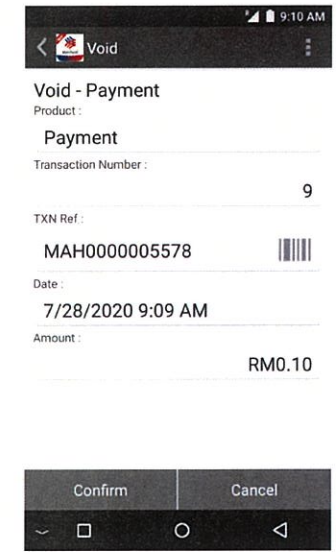 9:10 AM
Void
Void - Payment
Product :
Payment
Transaction Number :
9
TXN Ref :
MAH0000005578
Date :
7/28/2020 9:09 AM
Amount :
RM0.10
Confirm
Cancel